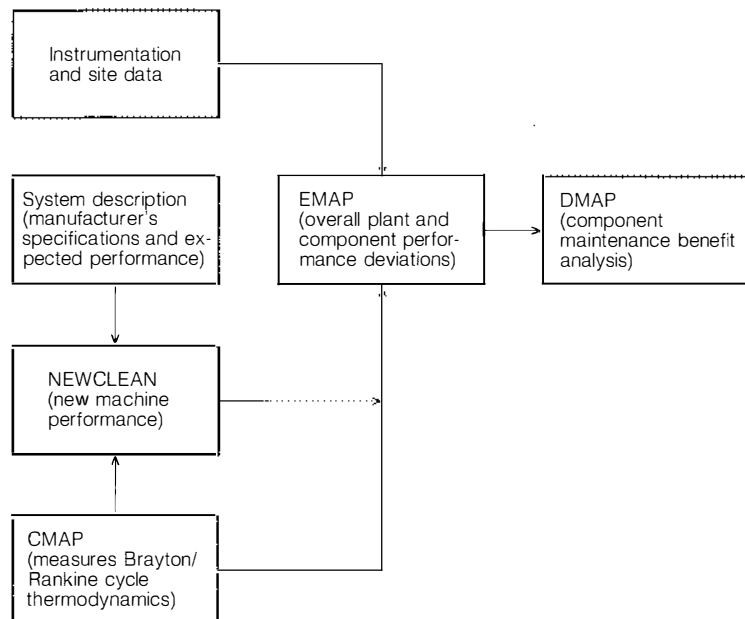 Instrumentation
and site data
System description
(manufacturer's
specifications and ex-
pected performance)
EMAP
(overall plant and
component perfor-
mance deviations)
DMAP
(component
maintenance benefit
analysis)
NEWCLEAN
(new machine
performance)
CMAP
(measures Brayton/
Rankine cycle
thermodynamics)